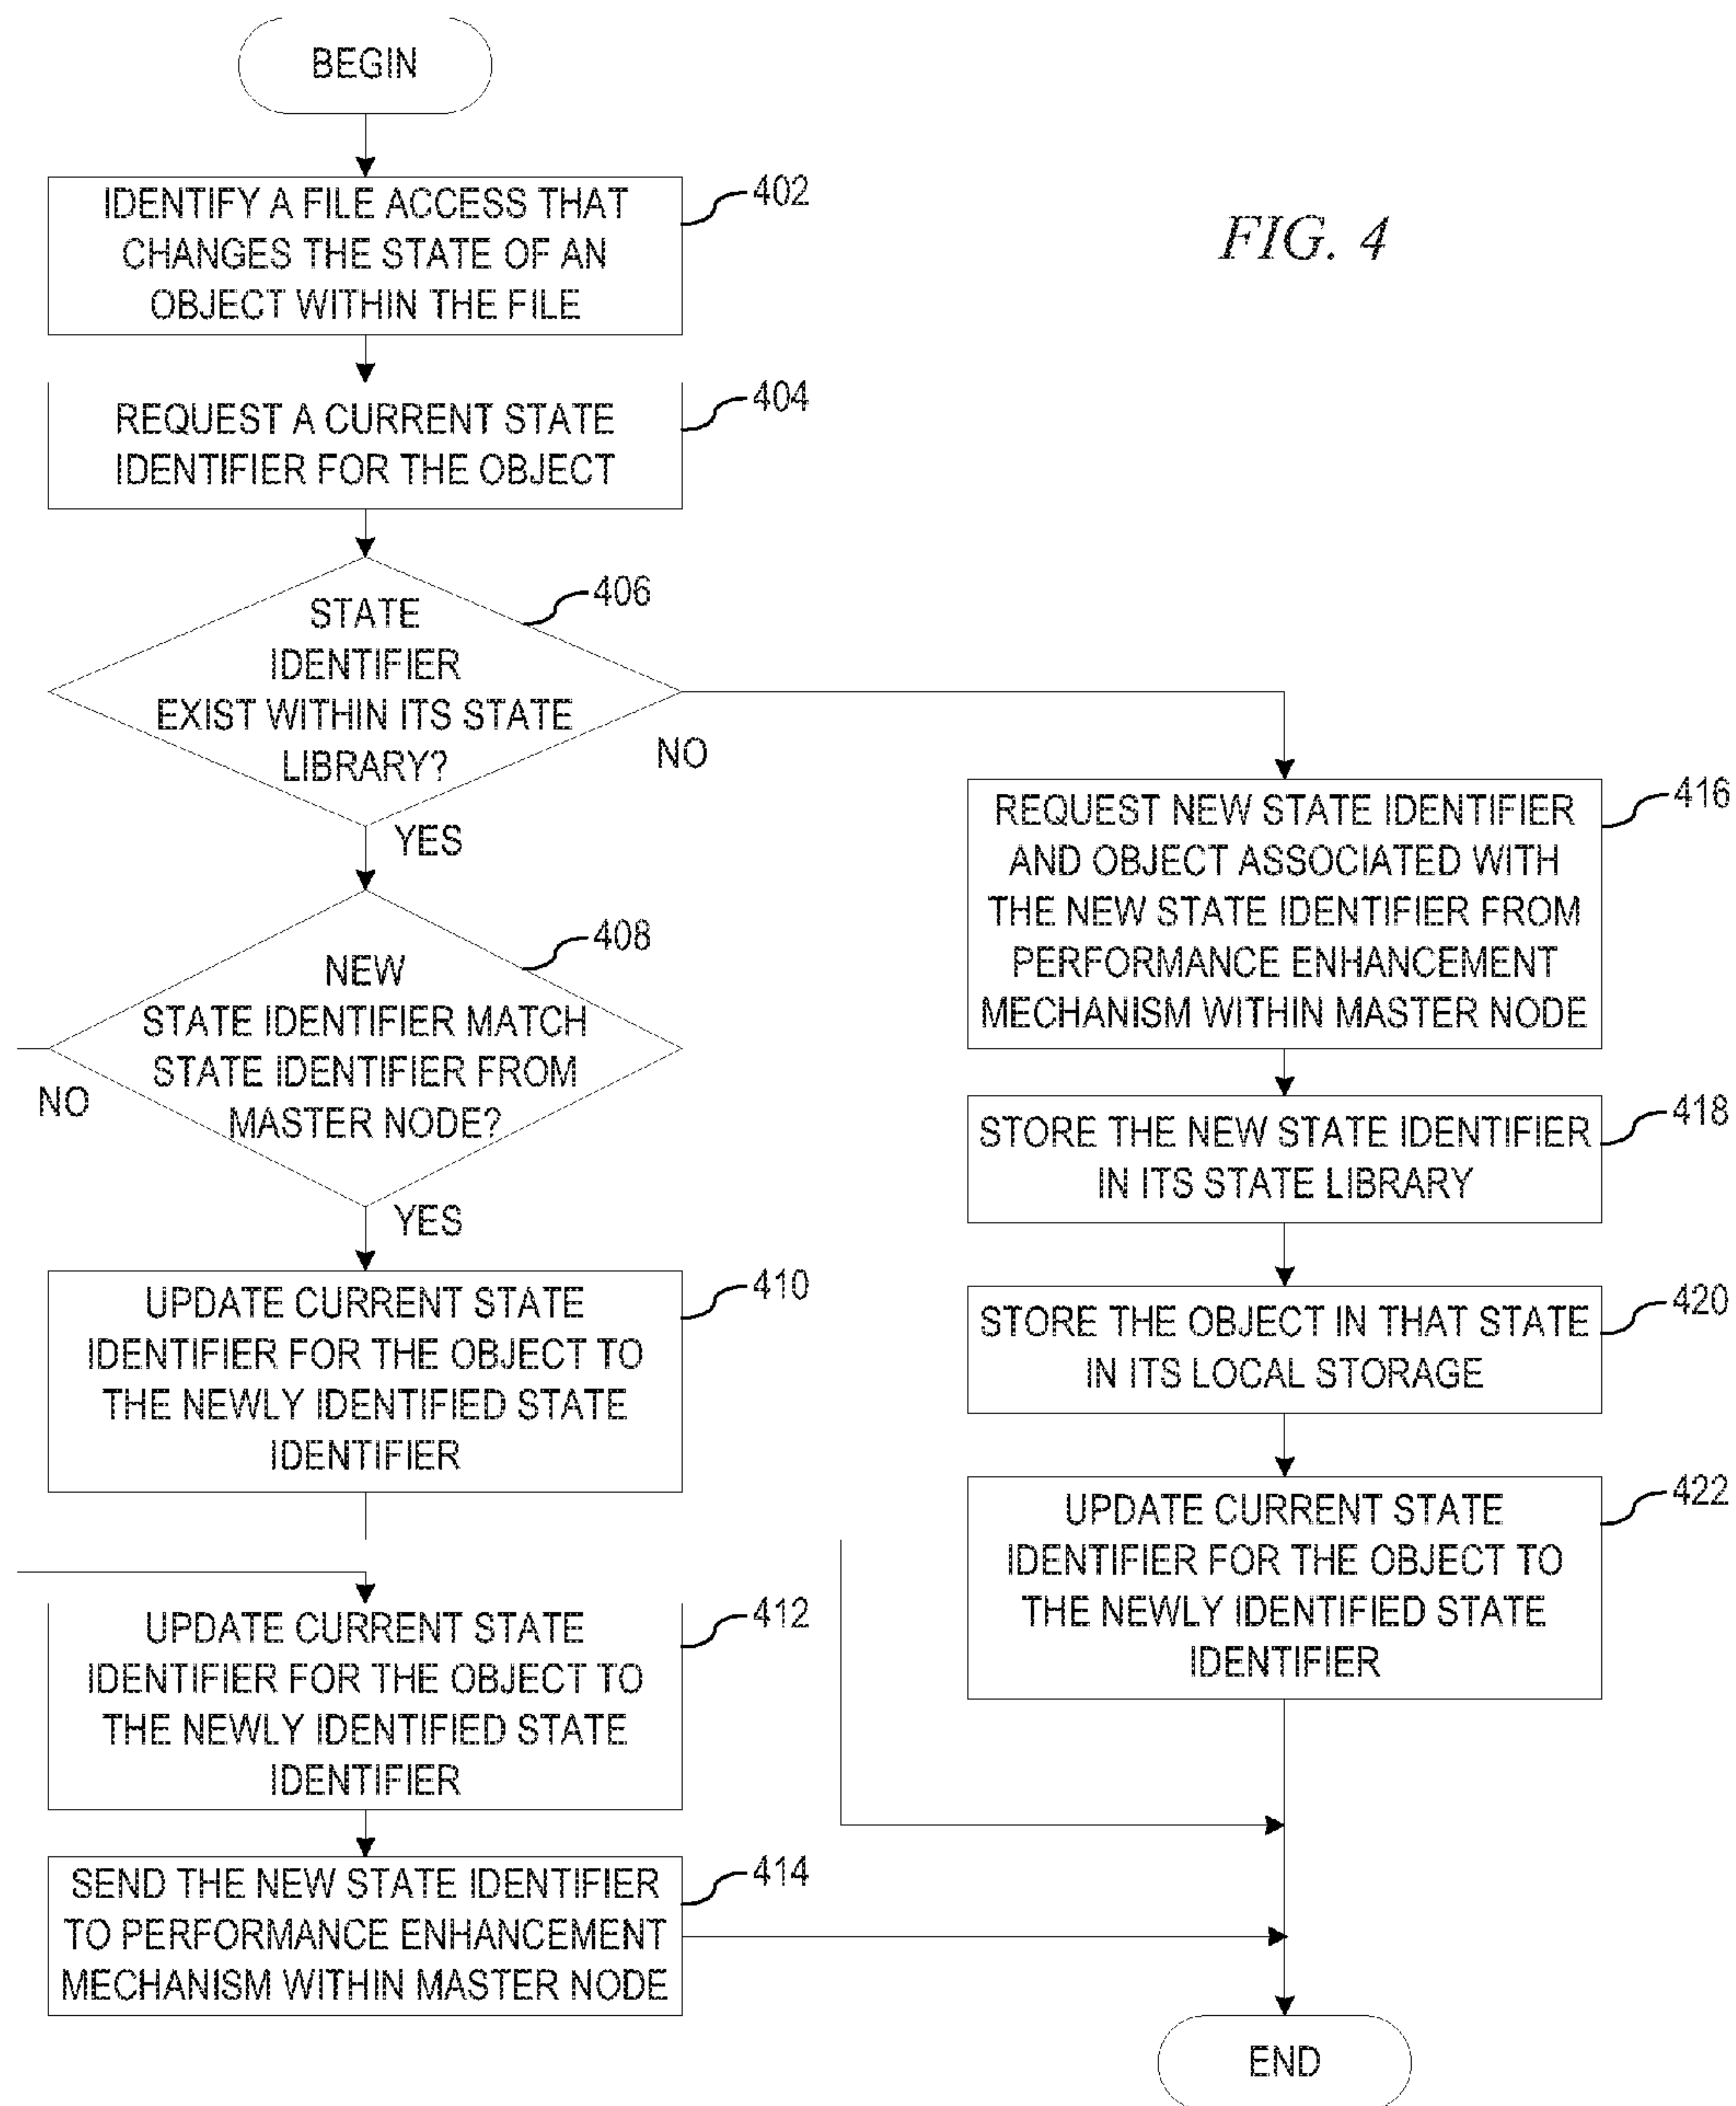 BEGIN
FIG. 4
IDENTIFY A FILE ACCESS THAT
CHANGES THE STATE OF AN
OBJECT WITHIN THE FILE
402
REQUEST A CURRENT STATE
IDENTIFIER FOR THE OBJECT
404
STATE
IDENTIFIER
EXIST WITHIN ITS STATE
LIBRARY?
406
NO
YES
NEW
STATE IDENTIFIER MATCH
STATE IDENTIFIER FROM
MASTER NODE?
408
NO
YES
UPDATE CURRENT STATE
IDENTIFIER FOR THE OBJECT TO
THE NEWLY IDENTIFIED STATE
IDENTIFIER
410
UPDATE CURRENT STATE
IDENTIFIER FOR THE OBJECT TO
THE NEWLY IDENTIFIED STATE
IDENTIFIER
412
SEND THE NEW STATE IDENTIFIER
TO PERFORMANCE ENHANCEMENT
MECHANISM WITHIN MASTER NODE
414
REQUEST NEW STATE IDENTIFIER
AND OBJECT ASSOCIATED WITH
THE NEW STATE IDENTIFIER FROM
PERFORMANCE ENHANCEMENT
MECHANISM WITHIN MASTER NODE
416
STORE THE NEW STATE IDENTIFIER
IN ITS STATE LIBRARY
418
STORE THE OBJECT IN THAT STATE
IN ITS LOCAL STORAGE
420
UPDATE CURRENT STATE
IDENTIFIER FOR THE OBJECT TO
THE NEWLY IDENTIFIED STATE
IDENTIFIER
422
END